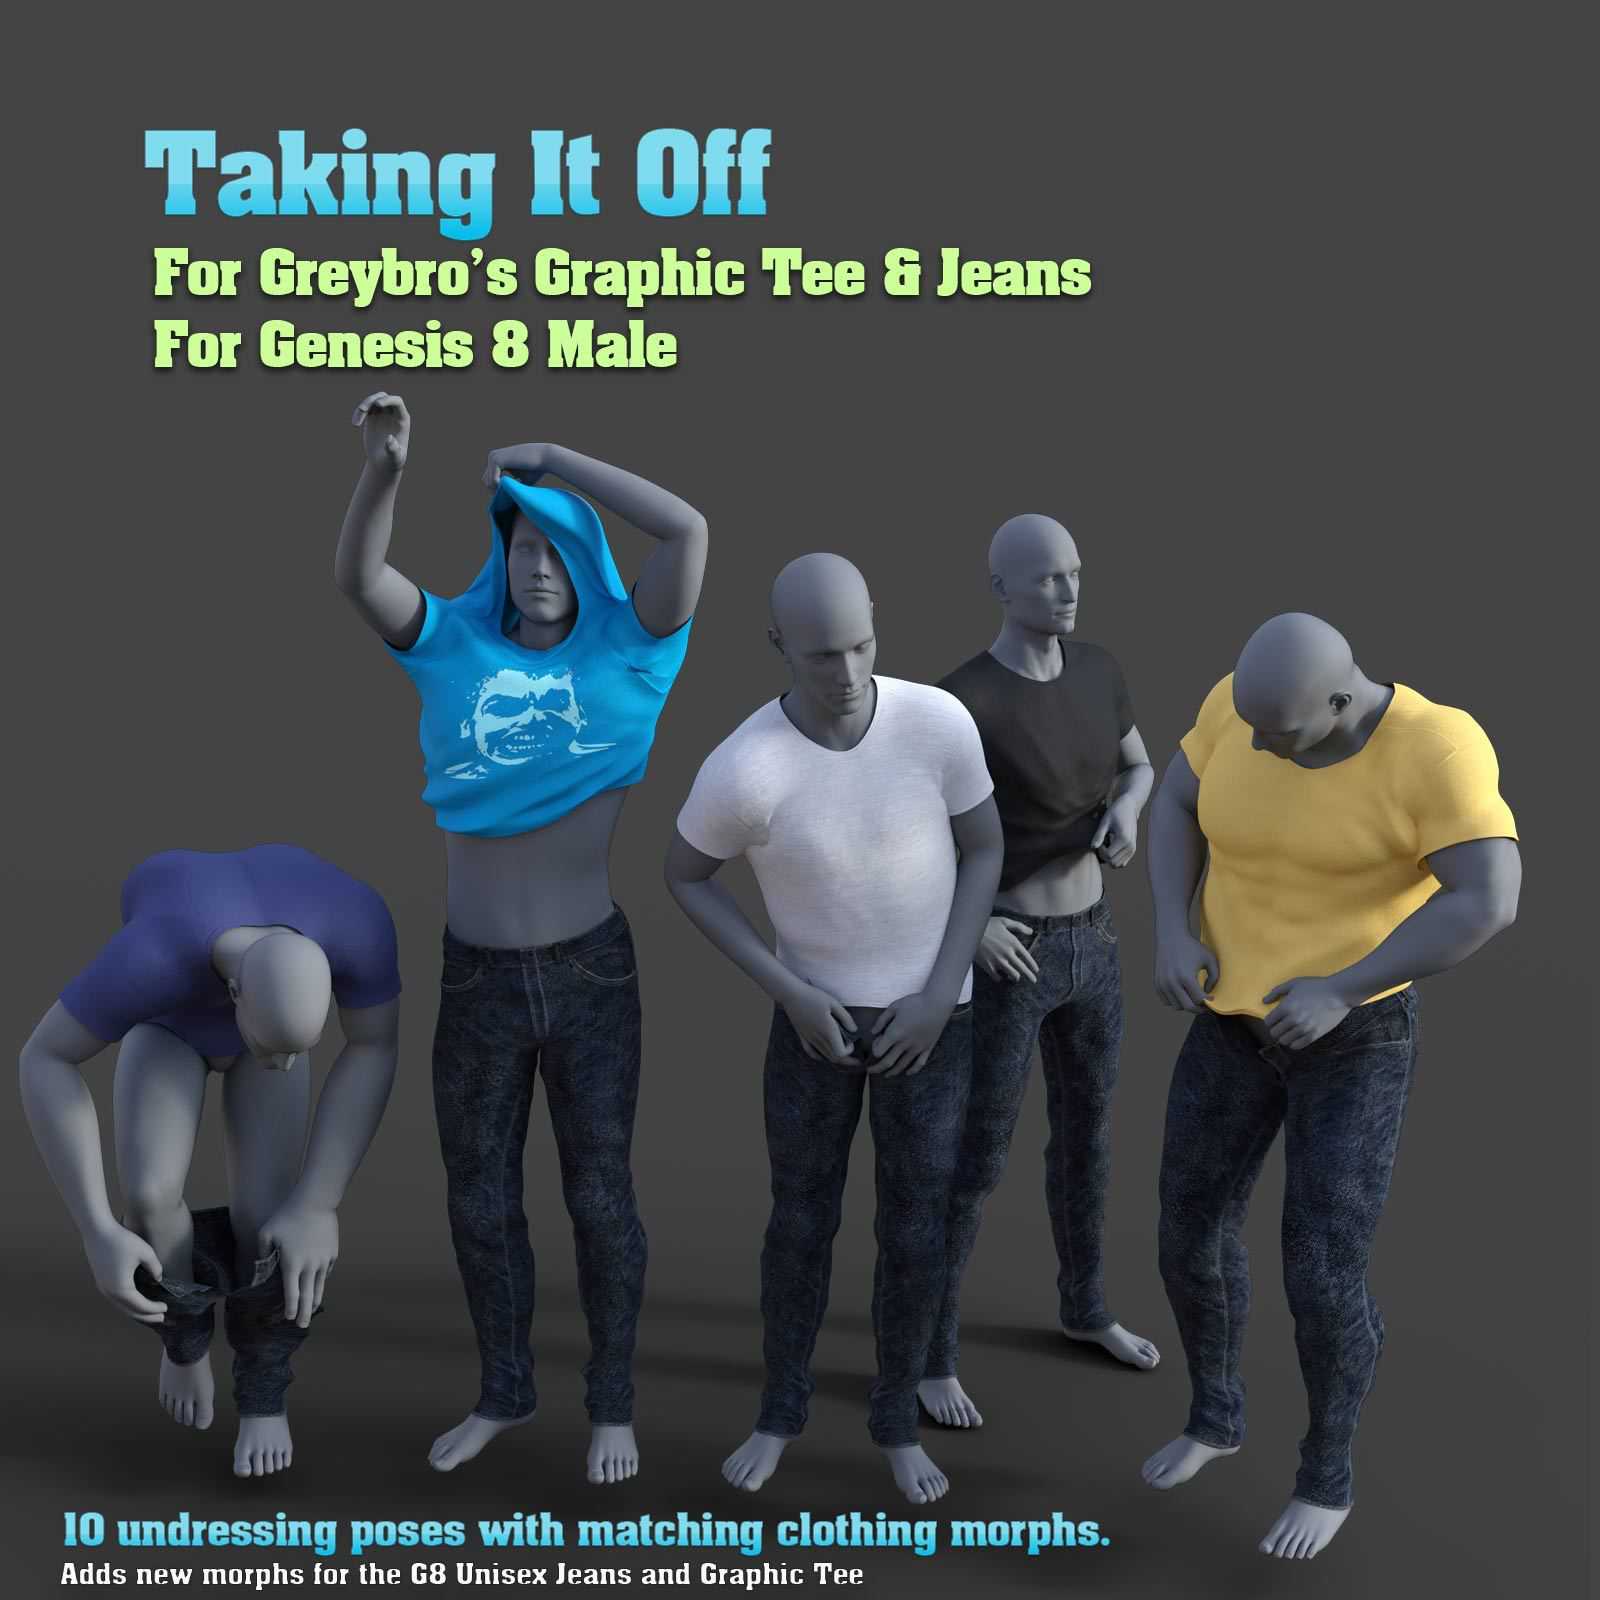 Taking It Off
For Greybro's Graphic Tee & Jeans
For Genesis 8 Male
10 undressing poses with matching clothing morphs.
Adds new morphs for the G8 Unisex Jeans and Graphic Tee